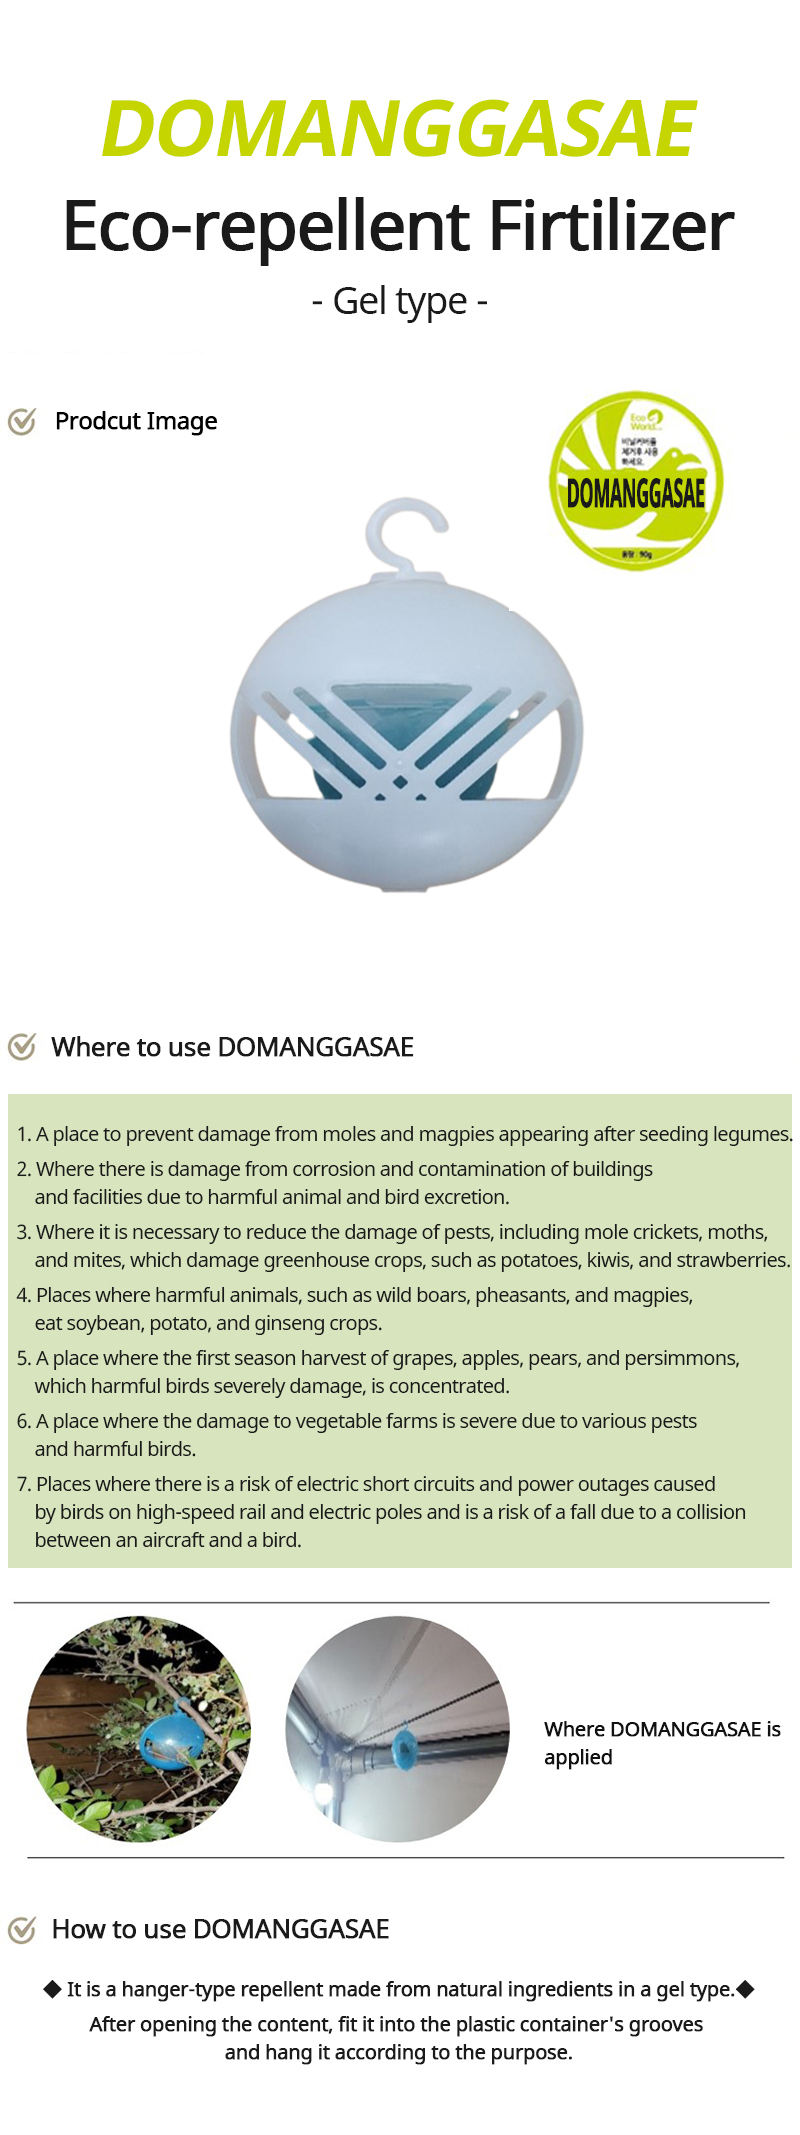 DOMANGGASAE
Eco-repellent Firtilizer
- Gel type -
Prodcut Image
Eco
World
비닐커버를
제거후 사용
하세요.
DOMANGGASAE
용량 : 90g
Where to use DOMANGGASAE
1. A place to prevent damage from moles and magpies appearing after seeding legumes.
2. Where there is damage from corrosion and contamination of buildings
and facilities due to harmful animal and bird excretion.
3. Where it is necessary to reduce the damage of pests, including mole crickets, moths,
and mites, which damage greenhouse crops, such as potatoes, kiwis, and strawberries.
4. Places where harmful animals, such as wild boars, pheasants, and magpies,
eat soybean, potato, and ginseng crops.
5. A place where the first season harvest of grapes, apples, pears, and persimmons,
which harmful birds severely damage, is concentrated.
6. A place where the damage to vegetable farms is severe due to various pests
and harmful birds.
7. Places where there is a risk of electric short circuits and power outages caused
by birds on high-speed rail and electric poles and is a risk of a fall due to a collision
between an aircraft and a bird.
Where DOMANGGASAE is
applied
How to use DOMANGGASAE
◆ It is a hanger-type repellent made from natural ingredients in a gel type.◆
After opening the content, fit it into the plastic container's grooves
and hang it according to the purpose.